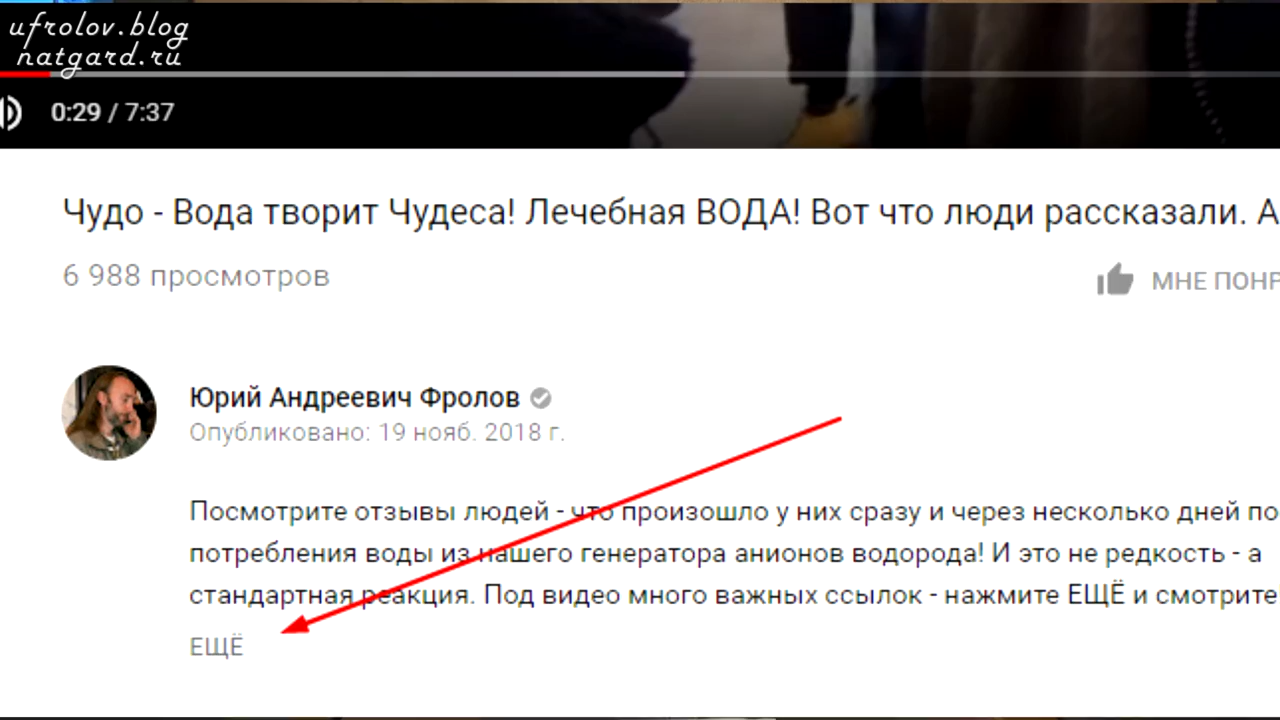 ufrolov.blog
natgard.ru
0:29 / 7:37
Чудо - Вода творит Чудеса! Лечебная ВОДА! Вот что люди рассказали. А
6 988 просмотров
МНЕ ПОНР
Юрий Андреевич Фролов
Опубликовано: 19 нояб. 2018 г.
Посмотрите отзывы людей - что произошло у них сразу и через несколько дней по
потребления воды из нашего генератора анионов водорода! И это не редкость - а
стандартная реакция. Под видео много важных ссылок - нажмите ЕЩЁ и смотрите
ЕЩЁ